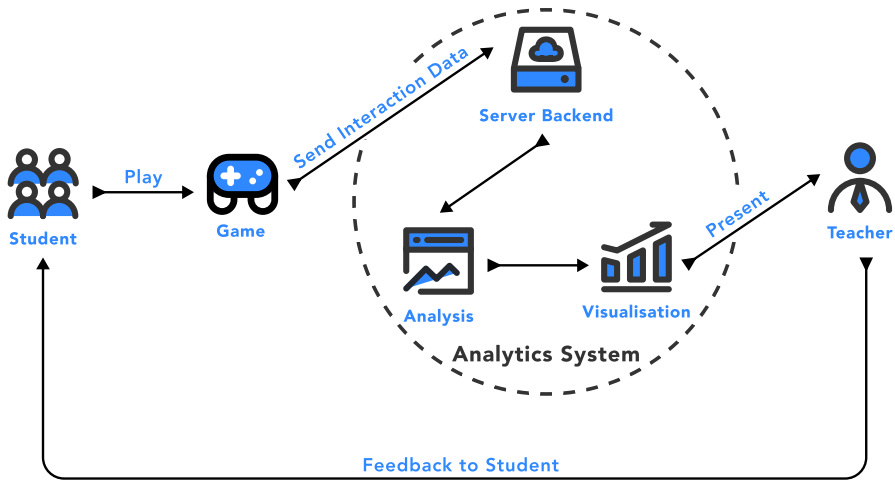 Send Interaction Data
Server Backend
Play
Present
Student
Game
Teacher
Analysis
Visualisation
Analytics System
Feedback to Student